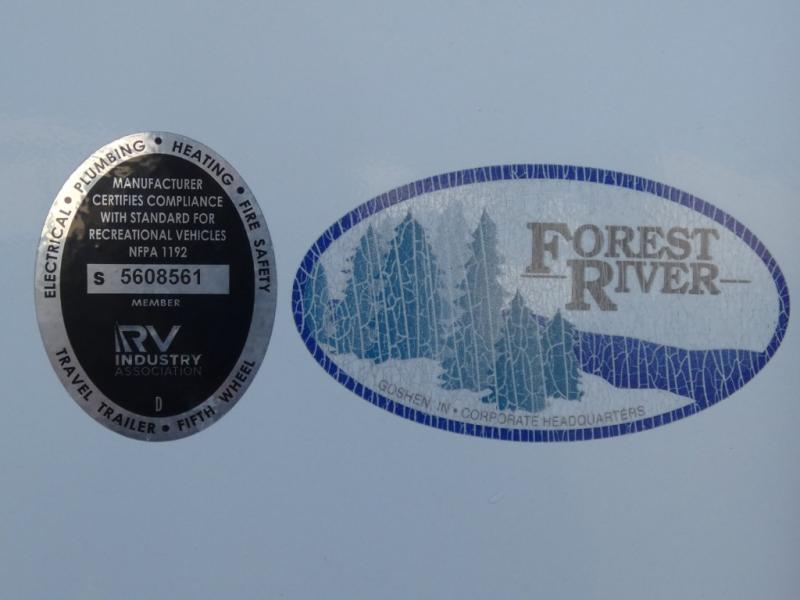 ELECTRICAL • PLUMBING • HEATING • FIRE SAFETY
MANUFACTURER
CERTIFIES COMPLIANCE
WITH STANDARD FOR
RECREATIONAL VEHICLES
NFPA 1192
S 5608561
MEMBER
RV
INDUSTRY
ASSOCIATION
D
TRAVEL TRAILER • FIFTH WHEEL
FOREST
RIVER
GOSHEN, IN • CORPORATE HEADQUARTERS